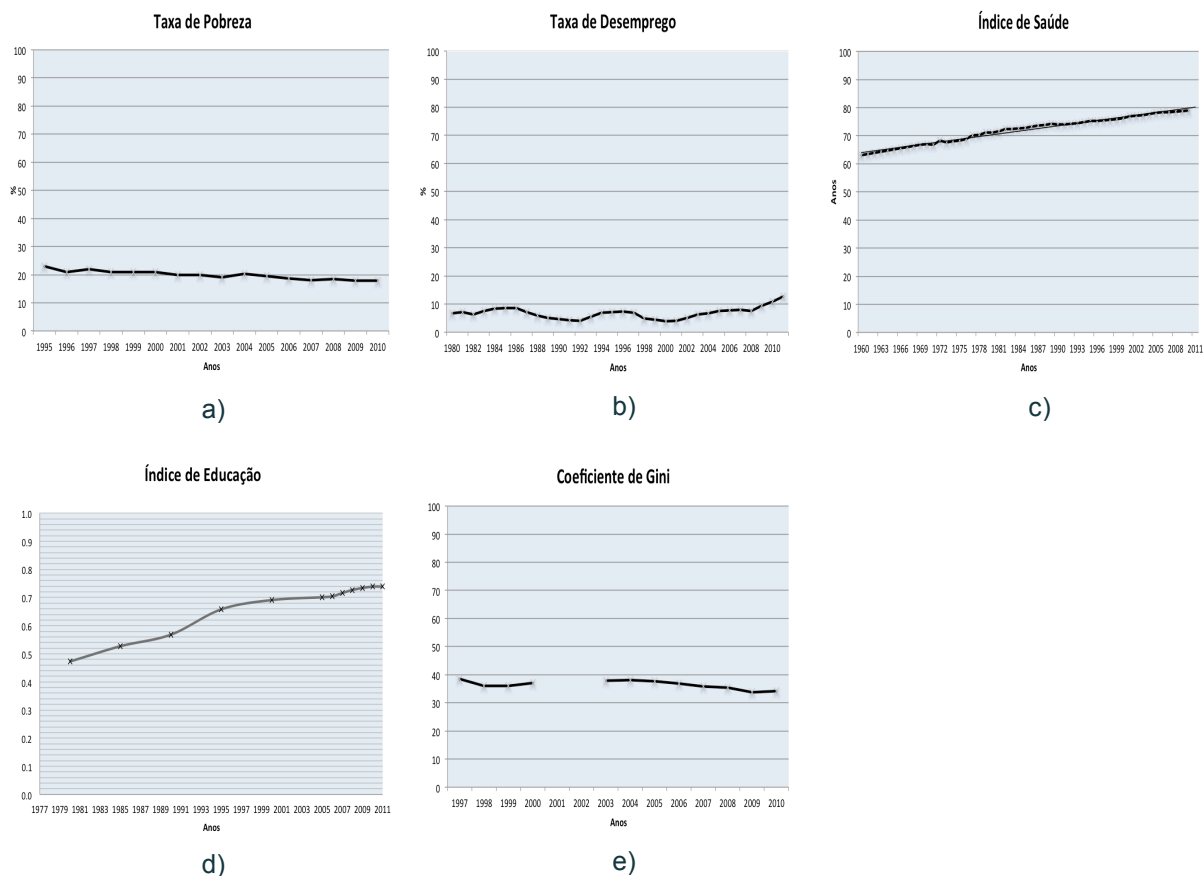 Taxa de Pobreza
100
90
80
70
60
50
40
30
20
10
0
%
1995 1996 1997 1998 1999 2000 2001 2002 2003 2004 2005 2006 2007 2008 2009 2010
Anos
a)
Taxa de Desemprego
100
90
80
70
60
50
40
30
20
10
0
%
1980 1982 1984 1986 1988 1990 1992 1994 1996 1998 2000 2002 2004 2006 2008 2010
Anos
b)
Índice de Saúde
100
90
80
70
60
50
40
30
20
10
0
Anos
1960 1963 1966 1969 1972 1975 1978 1981 1984 1987 1990 1993 1996 1999 2002 2005 2008 2011
Anos
c)
Índice de Educação
1.0
0.9
0.8
0.7
0.6
0.5
0.4
0.3
0.2
0.1
0.0
1977 1979 1981 1983 1985 1987 1989 1991 1993 1995 1997 1999 2001 2003 2005 2007 2009 2011
Anos
d)
Coeficiente de Gini
100
90
80
70
60
50
40
30
20
10
0
1997 1998 1999 2000 2001 2002 2003 2004 2005 2006 2007 2008 2009 2010
Anos
e)